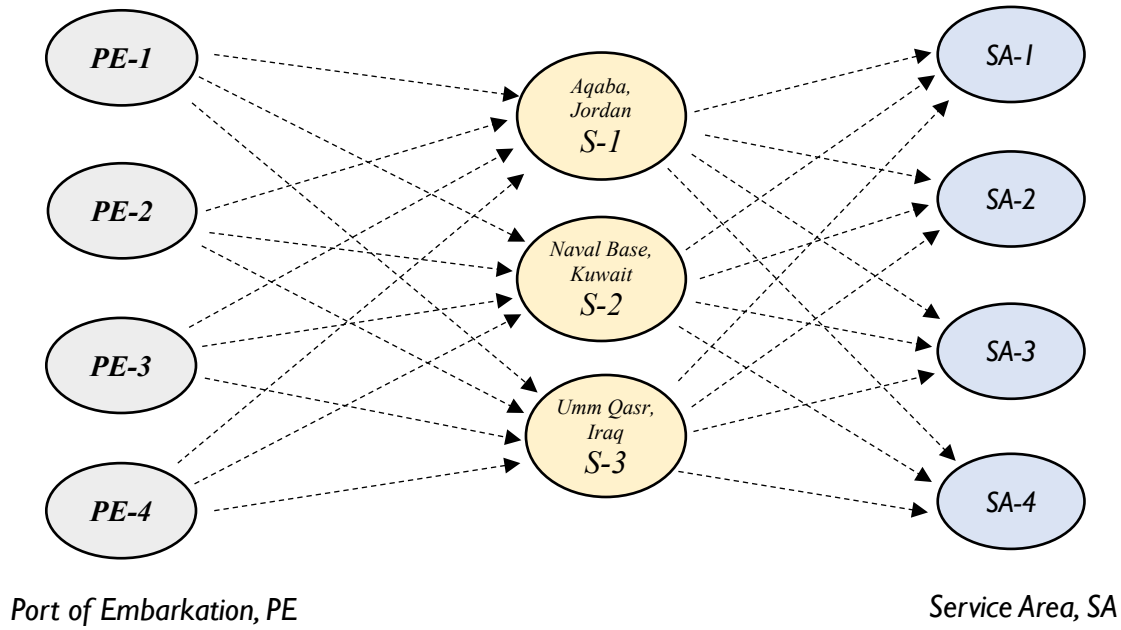 PE-1
PE-2
PE-3
PE-4
Aqaba,
Jordan
S-1
Naval Base,
Kuwait
S-2
Umm Qasr,
Iraq
S-3
SA-1
SA-2
SA-3
SA-4
Port of Embarkation, PE
Service Area, SA